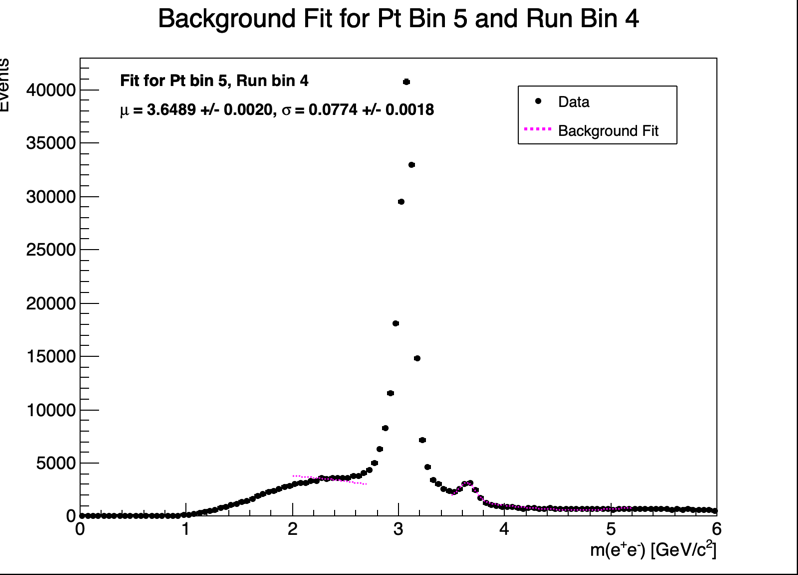 Background Fit for Pt Bin 5 and Run Bin 4
Events
Fit for Pt bin 5, Run bin 4
μ = 3.6489 +/- 0.0020, σ = 0.0774 +/- 0.0018
Data
Background Fit
40000
35000
30000
25000
20000
15000
10000
5000
0
0 1 2 3 4 5 6
m(e⁺e⁻) [GeV/c²]